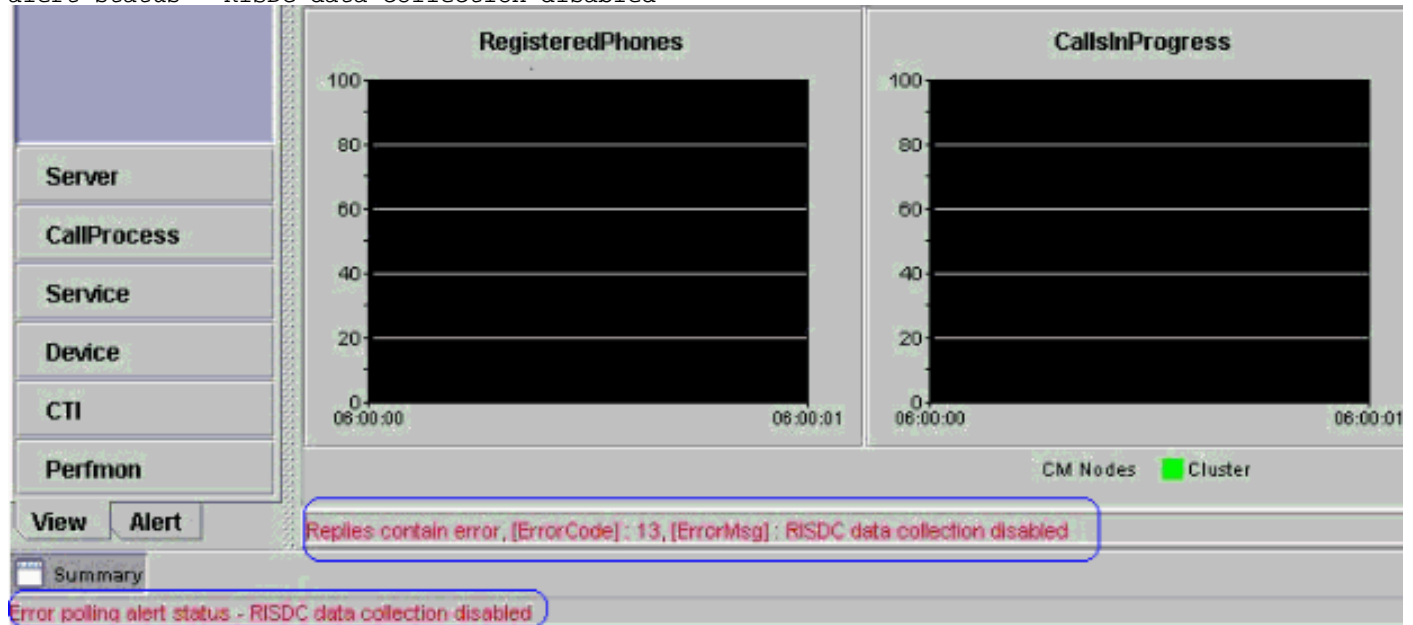 alert status - RISDC data collection disabled
RegisteredPhones
CallsInProgress
100
80
60
40
20
0
06:00:00
06:00:01
100
80
60
40
20
0
06:00:00
06:00:01
Server
CallProcess
Service
Device
CTI
Perfmon
View
Alert
CM Nodes
Cluster
Replies contain error, [ErrorCode] : 13, [ErrorMsg] : RISDC data collection disabled
Summary
Error polling alert status - RISDC data collection disabled